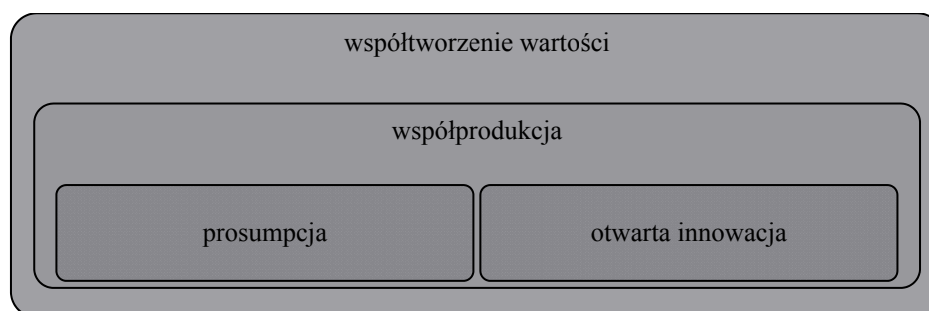 współtworzenie wartości
współprodukcja
prosumpcja
otwarta innowacja